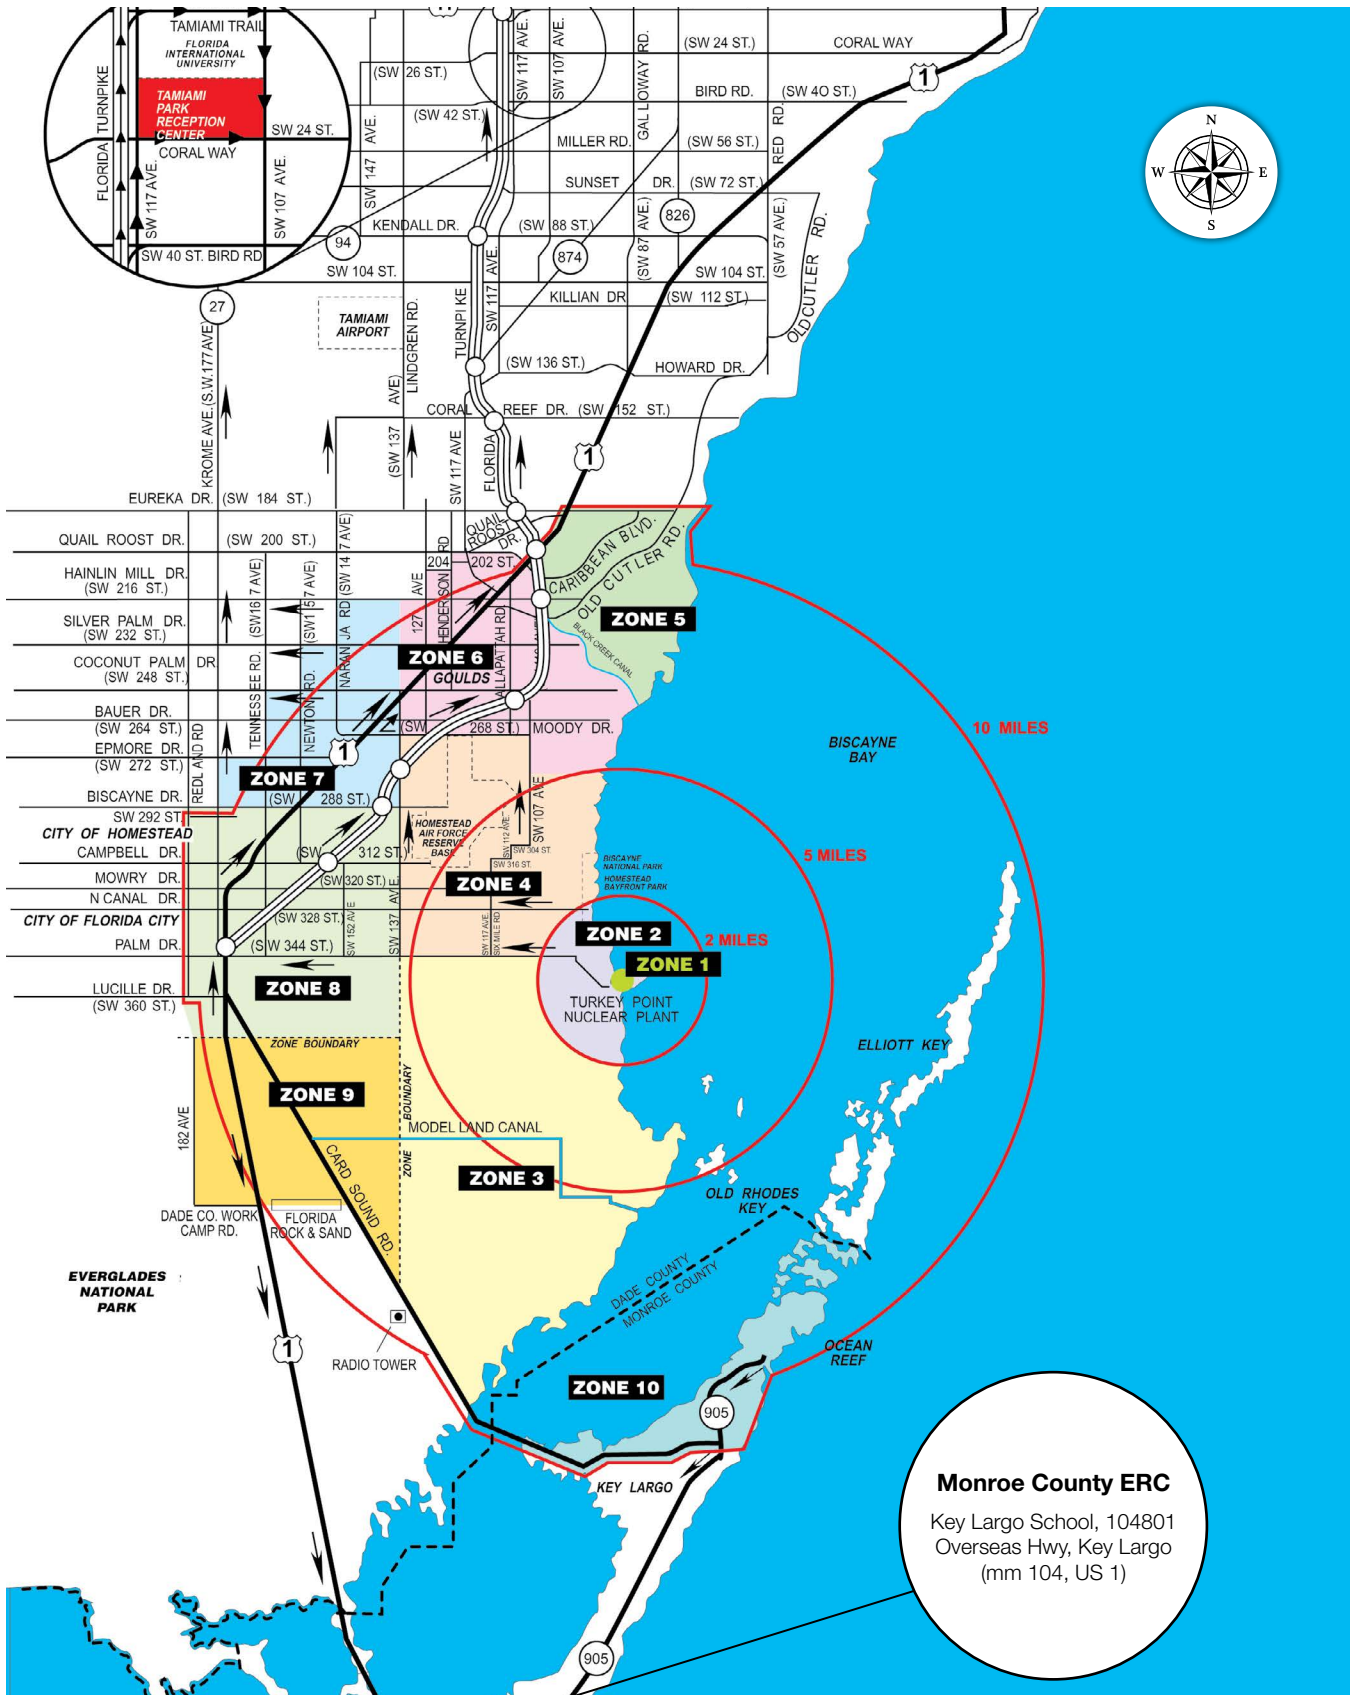 TAMIAMI TRAIL
FLORIDA
INTERNATIONAL
UNIVERSITY
TAMIAMI
PARK
RECEPTION
CENTER
SW 24 ST.
CORAL WAY
FLORIDA TURNPIKE
SW 117 AVE.
SW 107 AVE.
SW 40 ST. BIRD RD
SW 117 AVE.
SW 107 AVE.
GALLOWAY RD.
(SW 24 ST.)
CORAL WAY
(SW 26 ST.)
1
BIRD RD.
(SW 40 ST.)
(SW 42 ST.)
SW 147 AVE.
MILLER RD.
(SW 56 ST.)
RED RD.
SUNSET DR.
(SW 72 ST.)
N
W
E
S
KENDALL DR.
(SW 88 ST.)
(SW 87 AVE.)
826
(SW 57 AVE.)
OLD CUTLER RD.
94
874
SW 104 ST.
SW 104 ST.
SW 117 AVE.
KILLIAN DR
(SW 112 ST.)
27
TAMIAMI
AIRPORT
LINDGREN RD.
TURNPIKE
(SW 136 ST.)
HOWARD DR.
KROME AVE. (S.W. 177 AVE)
(SW 137 AVE)
CORAL REEF DR. (SW 152 ST.)
SW 117 AVE
FLORIDA
1
EUREKA DR. (SW 184 ST.)
QUAIL
ROOST
DR.
QUAIL ROOST DR.
(SW 200 ST.)
(SW 147 AVE)
204
202 ST.
CARIBBEAN BLVD.
OLD CUTLER RD.
HAINLIN MILL DR.
(SW 216 ST.)
(SW 167 AVE)
(SW 157 AVE)
NARANJA RD
127 AVE
HENDERSON RD
ZONE 5
SILVER PALM DR.
(SW 232 ST.)
BLACK CREEK CANAL
COCONUT PALM DR
(SW 248 ST.)
TENNESSEE RD.
NEWTON RD.
ZONE 6
GOULDS
ALLAPATTAH RD
BAUER DR.
(SW 264 ST.)
(SW 268 ST.)
MOODY DR.
10 MILES
BISCAYNE
BAY
EPMORE DR.
(SW 272 ST.)
REDLAND RD
1
ZONE 7
BISCAYNE DR.
(SW 288 ST.)
SW 107 AVE
SW 292 ST.
CITY OF HOMESTEAD
HOMESTEAD
AIR FORCE
RESERVE
BASE
SW 112 AVE.
SW 304 ST.
CAMPBELL DR.
(SW 312 ST.)
SW 316 ST.
BISCAYNE
NATIONAL PARK
5 MILES
MOWRY DR.
(SW 320 ST.)
ZONE 4
HOMESTEAD
BAYFRONT PARK
N CANAL DR.
CITY OF FLORIDA CITY
(SW 328 ST.)
SW 152 AVE
SW 137 AVE.
SW 117 AVE.
SIX MILE RD
ZONE 2
2 MILES
PALM DR.
(SW 344 ST.)
ZONE 1
LUCILLE DR.
(SW 360 ST.)
ZONE 8
TURKEY POINT
NUCLEAR PLANT
ZONE BOUNDARY
ELLIOTT KEY
ZONE 9
ZONE BOUNDARY
182 AVE
MODEL LAND CANAL
CARD SOUND RD.
ZONE 3
OLD RHODES
KEY
DADE CO. WORK
CAMP RD.
FLORIDA
ROCK & SAND
EVERGLADES
NATIONAL
PARK
DADE COUNTY
MONROE COUNTY
1
RADIO TOWER
OCEAN
REEF
ZONE 10
905
KEY LARGO
Monroe County ERC
Key Largo School, 104801
Overseas Hwy, Key Largo
(mm 104, US 1)
905